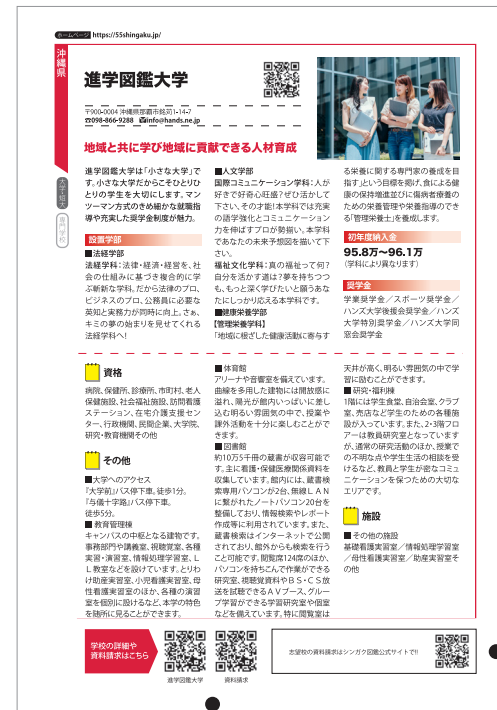 ホームページ https://55shingaku.jp/
沖縄県
大学・短大
専門学校
進学図鑑大学
〒900-0004 沖縄県那覇市銘苅1-14-7
☎098-866-9288 ✉info@hands.ne.jp
地域と共に学び地域に貢献できる人材育成
進学図鑑大学は「小さな大学」で
す。小さな大学だからこそひとりひ
とりの学生を大切にします。マン
ツーマン方式のきめ細かな就職指
導や充実した奨学金制度が魅力。
設置学部
■法経学部
法経学科：法律・経済・経営を、社
会の仕組みに基づき複合的に学
ぶ斬新な学科。だから法律のプロ、
ビジネスのプロ、公務員に必要な
英知と実務力が同時に向上。さぁ、
キミの夢の始まりを見せてくれる
法経学科へ！
■人文学部
国際コミュニケーション学科：人が
好きで好奇心旺盛？ぜひ活かして
下さい、その才能！本学科では充実
の語学強化とコミュニケーション
力を伸ばすプロが勢揃い。本学科
であなたの未来予想図を描いて下
さい。
福祉文化学科：真の福祉って何？
自分を活かす道は？夢を持ちつつ
も、もっと深く学びたいと願うあな
たにしっかり応える本学科です。
■健康栄養学部
【管理栄養学科】
「地域に根ざした健康活動に寄与す
る栄養に関する専門家の養成を目
指す」という目標を掲げ、食による健
康の保持増進並びに傷病者療養の
ための栄養管理や栄養指導のでき
る「管理栄養士」を養成します。
初年度納入金
95.8万～96.1万
（学科により異なります）
奨学金
学業奨学金／スポーツ奨学金／
ハンズ大学後援会奨学金／ハン
ズ大学特別奨学金／ハンズ大学同
窓会奨学金
資格
病院、保健所、診療所、市町村、老人
保健施設、社会福祉施設、訪問看護
ステーション、在宅介護支援セン
ター、行政機関、民間企業、大学院、
研究・教育機関その他
その他
■大学へのアクセス
『大学前』バス停下車、徒歩1分。
『与儀十字路』バス停下車。
徒歩5分。
■ 教育管理棟
キャンパスの中枢となる建物です。
事務部門や講義室、視聴覚室、各種
実習・演習室、情報処理学習室、Ｌ
Ｌ教室などを設けています。とりわ
け助産実習室、小児看護実習室、母
性看護実習室のほか、各種の演習
室を個別に設けるなど、本学の特色
を随所に見ることができます。
■ 体育館
アリーナや音響室を備えています。
曲線を多用した建物には開放感に
溢れ、陽光が館内いっぱいに差し
込む明るい雰囲気の中で、授業や
課外活動を十分に楽しむことがで
きます。
■ 図書館
約10万5千冊の蔵書が収容可能で
す。主に看護・保健医療関係資料を
収集しています。館内には、蔵書検
索専用パソコンが2台、無線ＬＡＮ
に繋がれたノートパソコン20台を
整備しており、情報検索やレポート
作成等に利用されています。また、
蔵書検索はインターネットで公開
されており、館外からも検索を行う
こと可能です。閲覧席124席のほか、
パソコンを持ちこんで作業ができる
研究室、視聴覚資料やＢＳ・ＣＳ放
送を試聴できるＡＶブース、グルー
プ学習ができる学習研究室や個室
などを備えています。特に閲覧室は
天井が高く、明るい雰囲気の中で学
習に励むことができます。
■ 研究・福利棟
1階には学生食堂、自治会室、クラブ
室、売店など学生のための各種施
設が入っています。また、2・3階フロ
アーは教員研究室となっています
が、通常の研究活動のほか、授業で
の不明な点や学生生活の相談を受
けるなど、教員と学生が密なコミュ
ニケーションを保つための大切な
エリアです。
施設
■ その他の施設
基礎看護実習室／情報処理学習室
／母性看護実習室／助産実習室そ
の他
学校の詳細や
資料請求はこちら
進学図鑑大学
資料請求
志望校の資料請求はシンガク図鑑公式サイトで!!